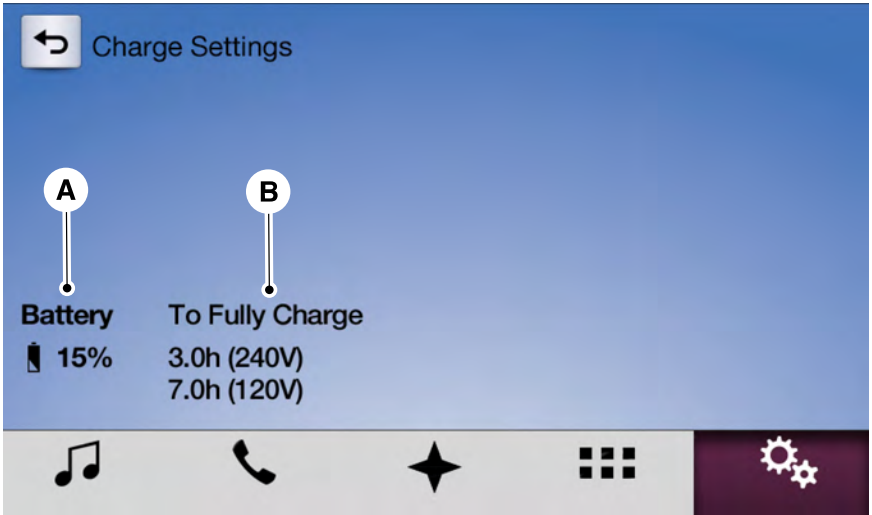 Charge Settings
A B
Battery To Fully Charge
15% 3.0h (240V)
7.0h (120V)